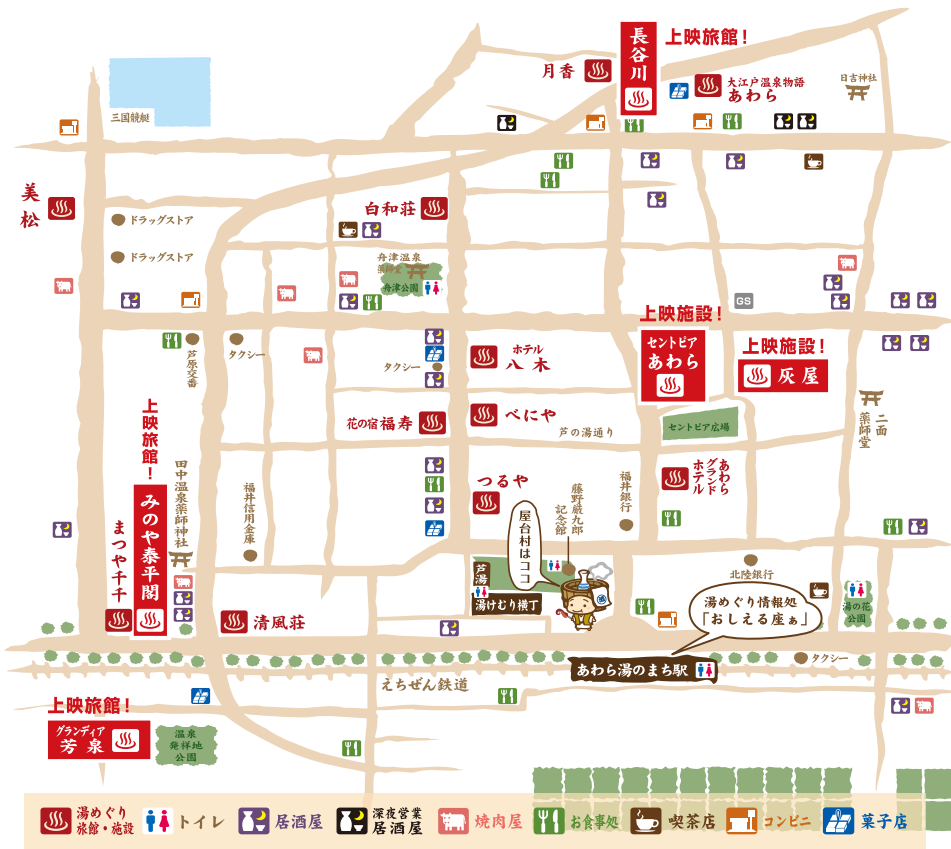 長谷川
上映旅館！
月香
大江戸温泉物語
あわら
日吉神社
三国競艇
美松
ドラッグストア
白和荘
ドラッグストア
舟津温泉
薬師堂
舟津公園
GS
上映施設！
セントピア
あわら
上映施設！
灰屋
芦原交番
タクシー
ホテル
八木
タクシー
花の宿福寿
べにや
芦の湯通り
セントピア広場
二面
薬師堂
上映旅館！
みのや泰平閣
まつや千千
田中温泉薬師神社
福井信用金庫
つるや
屋台村はココ
藤野厳九郎
記念館
福井銀行
あわら
グランド
ホテル
芦湯
湯けむり横丁
北陸銀行
湯めぐり情報処
「おしえる座ぁ」
湯の花
公園
清風荘
あわら湯のまち駅
タクシー
えちぜん鉄道
上映旅館！
グランディア
芳泉
温泉
発祥地
公園
湯めぐり
旅館・施設
トイレ
居酒屋
深夜営業
居酒屋
焼肉屋
お食事処
喫茶店
コンビニ
菓子店